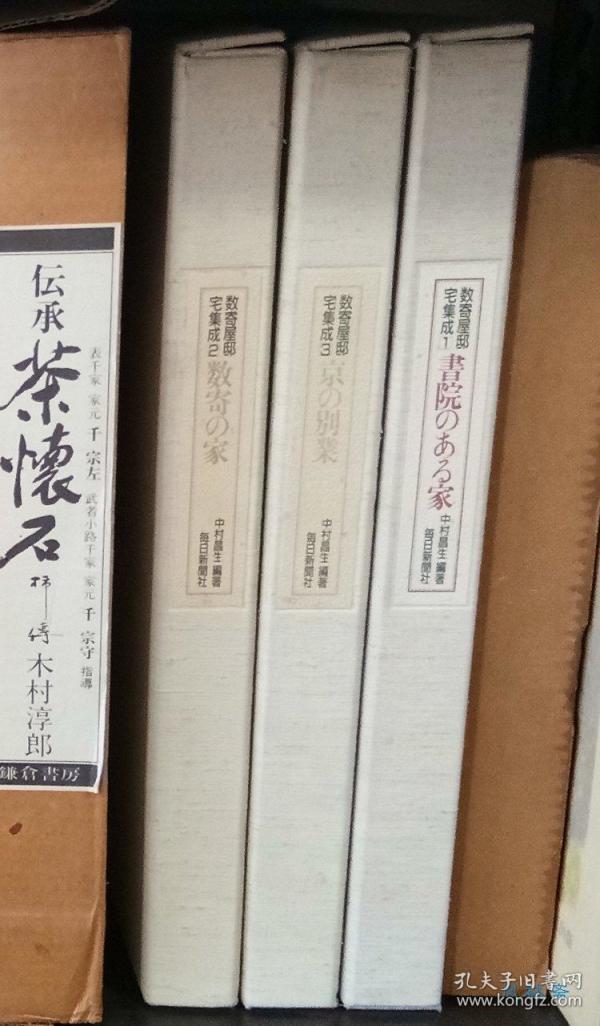 伝承
茶懐石
柿傳
木村淳郎
表千家 家元 千 宗左
武者小路千家 家元 千 宗守 指導
鎌倉書房
数寄屋邸
宅集成2
数寄の家
中村昌生 編著
毎日新聞社
数寄屋邸
宅集成3
京の別業
中村昌生 編著
毎日新聞社
数寄屋邸
宅集成1
書院のある家
中村昌生 編著
毎日新聞社
孔夫子旧書网
www.kongfz.com